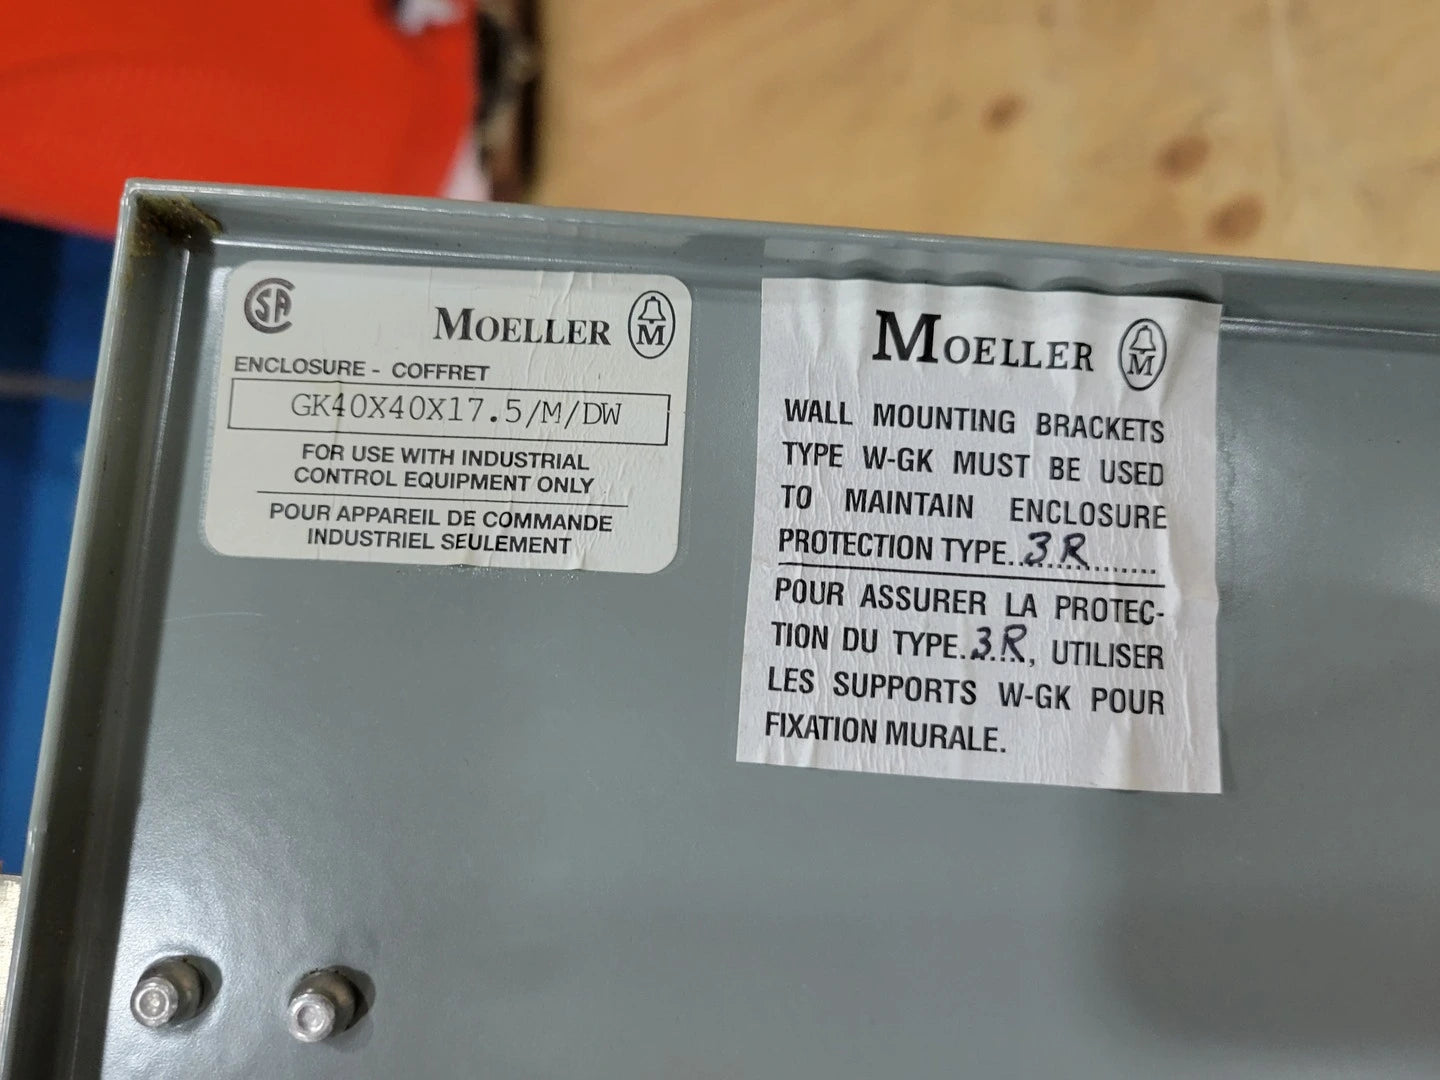 CSA
MOELLER M
ENCLOSURE - COFFRET
GK40X40X17.5/M/DW
FOR USE WITH INDUSTRIAL
CONTROL EQUIPMENT ONLY
POUR APPAREIL DE COMMANDE
INDUSTRIEL SEULEMENT
MOELLER M
WALL MOUNTING BRACKETS
TYPE W-GK MUST BE USED
TO MAINTAIN ENCLOSURE
PROTECTION TYPE..3R..............
POUR ASSURER LA PROTEC-
TION DU TYPE.3R..., UTILISER
LES SUPPORTS W-GK POUR
FIXATION MURALE.